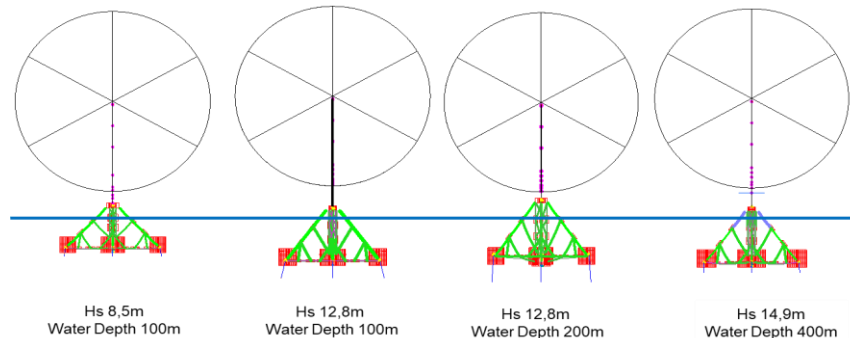 Hs 8,5m
Water Depth 100m
Hs 12,8m
Water Depth 100m
Hs 12,8m
Water Depth 200m
Hs 14,9m
Water Depth 400m